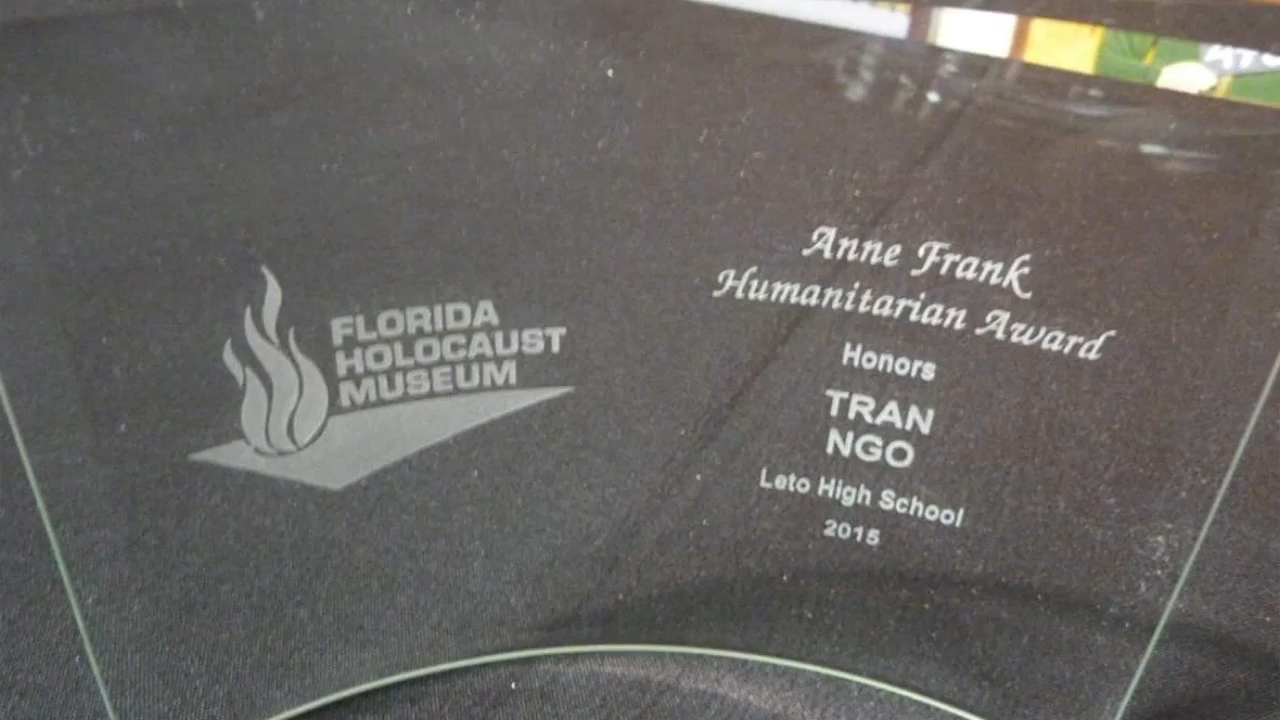 FLORIDA
HOLOCAUST
MUSEUM
Anne Frank
Humanitarian Award
Honors
TRAN
NGO
Leto High School
2015